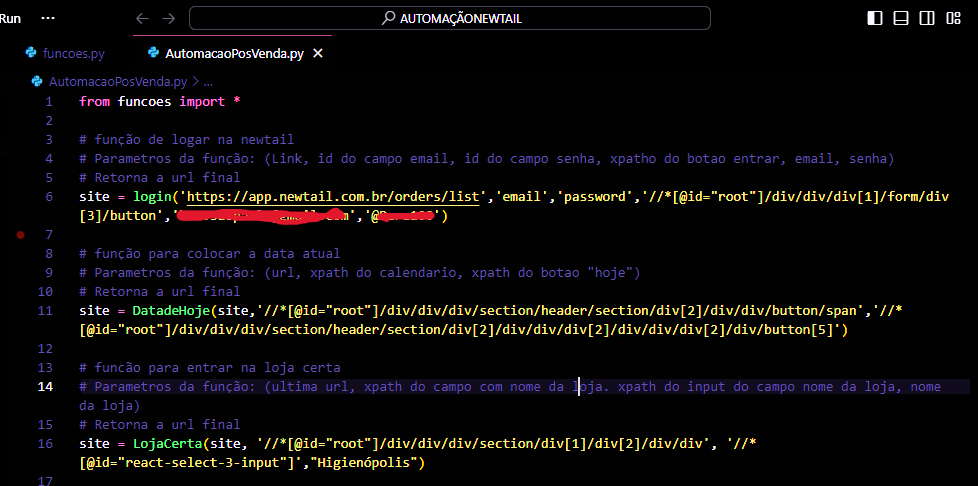 Run ... AUTOMAÇÃONEWTAIL
funcoes.py AutomacaoPosVenda.py
AutomacaoPosVenda.py > ...
1 from funcoes import *
2
3 # função de logar na newtail
4 # Parametros da função: (Link, id do campo email, id do campo senha, xpatho do botao entrar, email, senha)
5 # Retorna a url final
6 site = login('https://app.newtail.com.br/orders/list','email','password','//*[@id="root"]/div/div/div[1]/form/div
[3]/button','','')
7
8 # função para colocar a data atual
9 # Parametros da função: (url, xpath do calendario, xpath do botao "hoje")
10 # Retorna a url final
11 site = DatadeHoje(site,'//*[@id="root"]/div/div/div/section/header/section/div[2]/div/div/button/span','//*
[@id="root"]/div/div/div/section/header/section/div[2]/div/div/div[2]/div/div/div[2]/div/div/button[5]')
12
13 # funcão para entrar na loja certa
14 # Parametros da função: (ultima url, xpath do campo com nome da loja. xpath do input do campo nome da loja, nome
da loja)
15 # Retorna a url final
16 site = LojaCerta(site, '//*[@id="root"]/div/div/div/section/div[1]/div[2]/div/div', '//*
[@id="react-select-3-input"]',"Higienópolis")
17